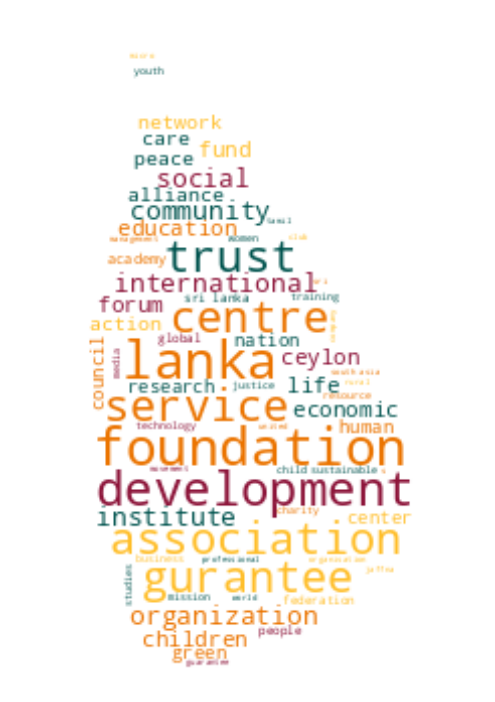 micro
youth
network
care fund
peace
social
alliance
community
tamil
education
management women club
trust
academy
international
sri lanka training
forum
centre
action
global nation
council
media
lanka ceylon
south asia
research justice life rural
resource
service economic
technology united human
foundation
movement child sustainable
development
charity
institute center
association
business professional organisation
jaffna
gurantee
studies
mission world federation
organization
people
children
green
guarantee